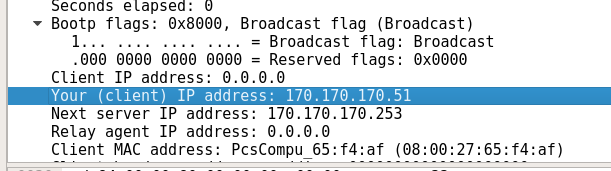 Seconds elapsed: 0
Bootp flags: 0x8000, Broadcast flag (Broadcast)
1... .... .... .... = Broadcast flag: Broadcast
.000 0000 0000 0000 = Reserved flags: 0x0000
Client IP address: 0.0.0.0
Your (client) IP address: 170.170.170.51
Next server IP address: 170.170.170.253
Relay agent IP address: 0.0.0.0
Client MAC address: PcsCompu_65:f4:af (08:00:27:65:f4:af)